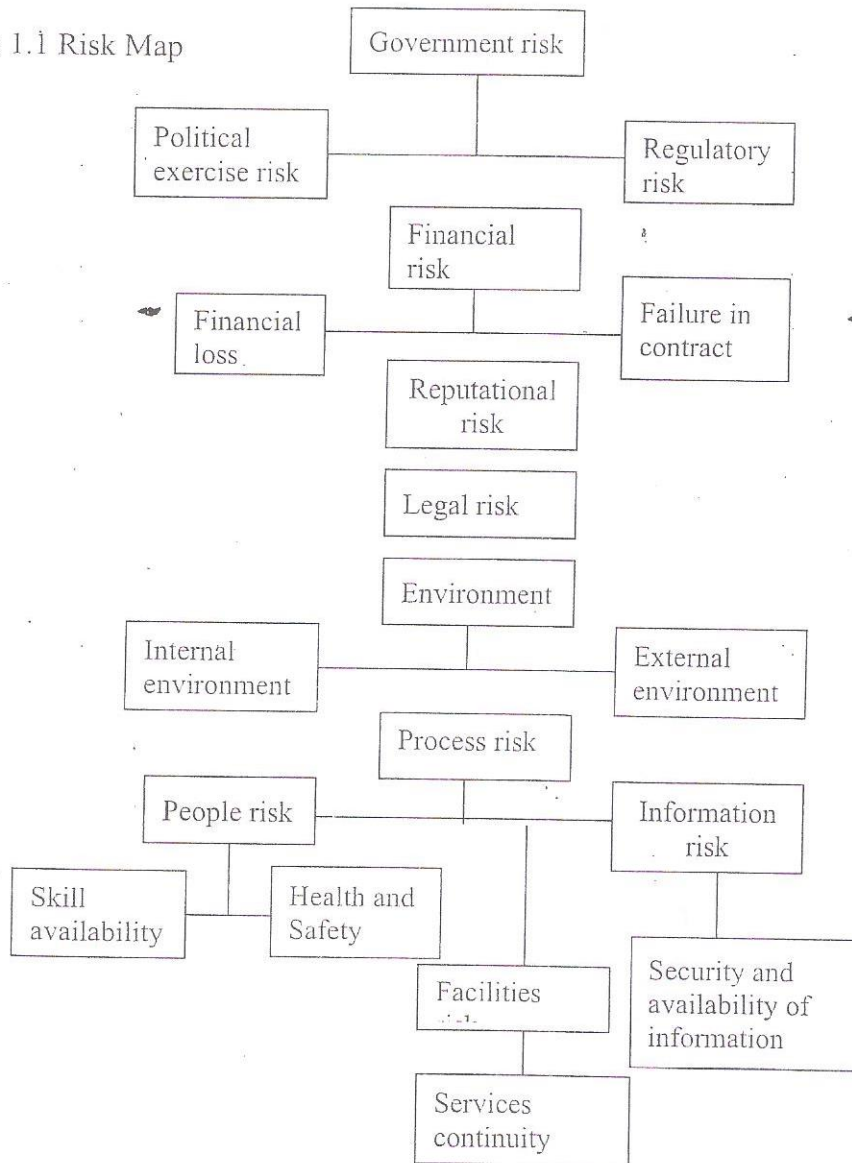 1.1 Risk Map
Government risk
Political
exercise risk
Regulatory
risk
Financial
risk
Financial
loss
Failure in
contract
Reputational
risk
Legal risk
Environment
Internal
environment
External
environment
Process risk
People risk
Information
risk
Skill
availability
Health and
Safety
Facilities
Security and
availability of
information
Services
continuity